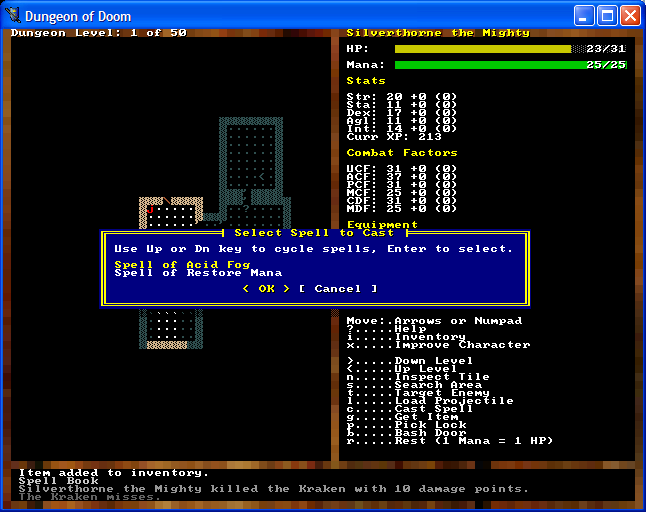 Dungeon of Doom
Dungeon Level: 1 of 50
Silverthorne the Mighty
HP: 23/31
Mana: 25/25
Stats
Str: 20 +0 (0)
Sta: 11 +0 (0)
Dex: 17 +0 (0)
Agl: 11 +0 (0)
Int: 14 +0 (0)
Curr XP: 213
Combat Factors
UCF: 31 +0 (0)
ACF: 37 +0 (0)
PCF: 31 +0 (0)
MCF: 25 +0 (0)
CDF: 31 +0 (0)
MDF: 25 +0 (0)
Equipment
Select Spell to Cast
Use Up or Dn key to cycle spells, Enter to select.
Spell of Acid Fog
Spell of Restore Mana
< OK > [ Cancel ]
Move:.Arrows or Numpad
?.....Help
i.....Inventory
x.....Improve Character
>.....Down Level
<.....Up Level
n.....Inspect Tile
s.....Search Area
t.....Target Enemy
l.....Load Projectile
c.....Cast Spell
g.....Get Item
p.....Pick Lock
b.....Bash Door
r.....Rest (1 Mana = 1 HP)
Item added to inventory.
Spell Book
Silverthorne the Mighty killed the Kraken with 10 damage points.
The Kraken misses.